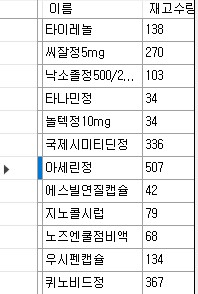 이름 재고수량
타이레놀 138
씨잘정5mg 270
낙소졸정500/2... 103
타나민정 34
놀텍정10mg 34
국제시미티딘정 336
아세린정 507
에스빌연질캡슐 42
지노콜시럽 79
노즈엔쿨점비액 68
우시펜캡슐 134
퀴노비드정 367